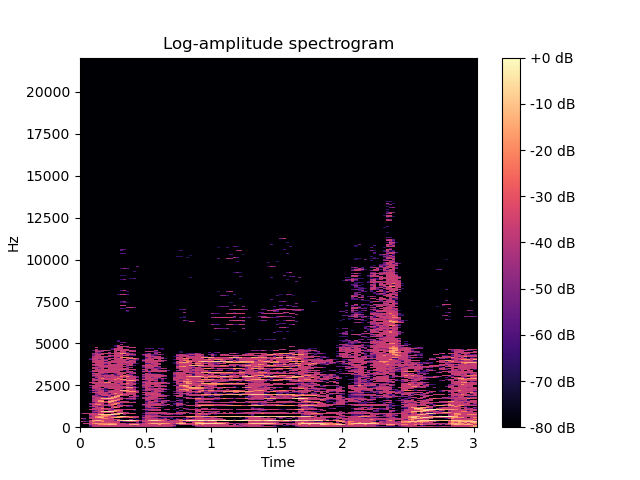 Log-amplitude spectrogram
Hz
20000
17500
15000
12500
10000
7500
5000
2500
0
0 0.5 1 1.5 2 2.5 3
Time
+0 dB
-10 dB
-20 dB
-30 dB
-40 dB
-50 dB
-60 dB
-70 dB
-80 dB